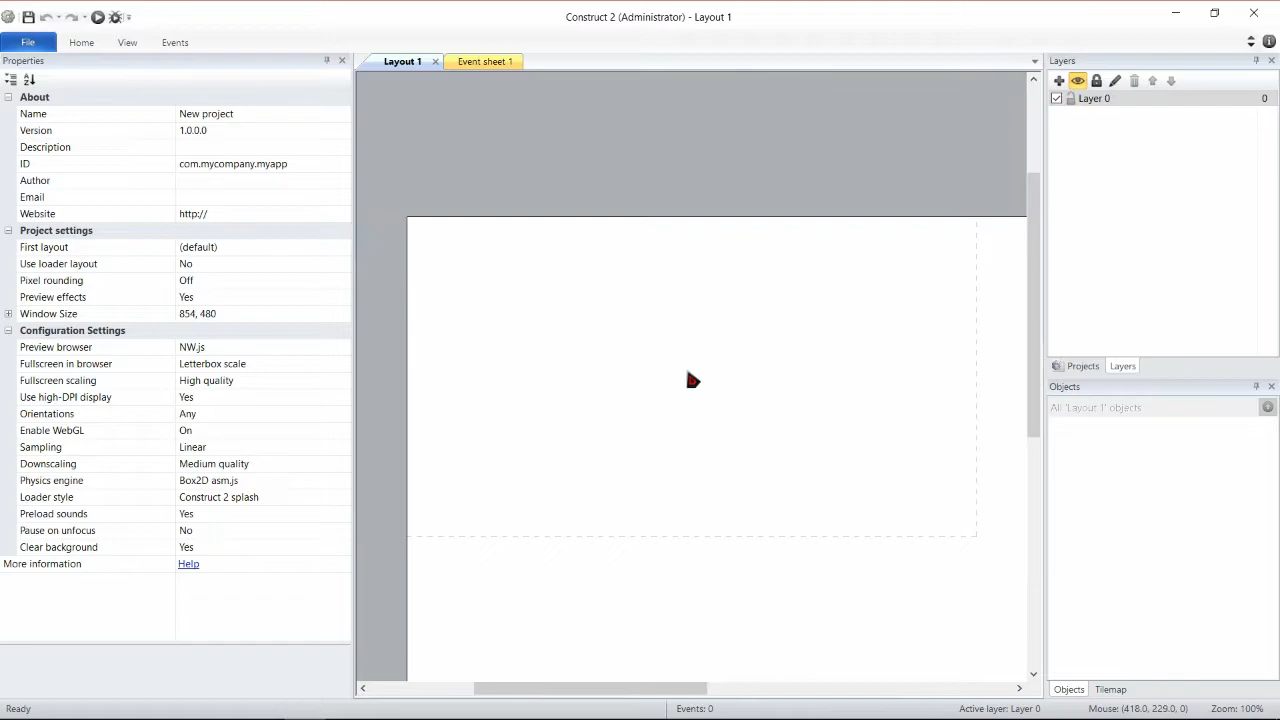 Construct 2 (Administrator) - Layout 1
File Home View Events
Properties
About
Name New project
Version 1.0.0.0
Description
ID com.mycompany.myapp
Author
Email
Website http://
Project settings
First layout (default)
Use loader layout No
Pixel rounding Off
Preview effects Yes
Window Size 854, 480
Configuration Settings
Preview browser NW.js
Fullscreen in browser Letterbox scale
Fullscreen scaling High quality
Use high-DPI display Yes
Orientations Any
Enable WebGL On
Sampling Linear
Downscaling Medium quality
Physics engine Box2D asm.js
Loader style Construct 2 splash
Preload sounds Yes
Pause on unfocus No
Clear background Yes
More information Help
Layout 1 Event sheet 1
Layers
Layer 0 0
Projects Layers
Objects
All 'Layout 1' objects
Objects Tilemap
Ready Events: 0 Active layer: Layer 0 Mouse: (418.0, 229.0, 0) Zoom: 100%